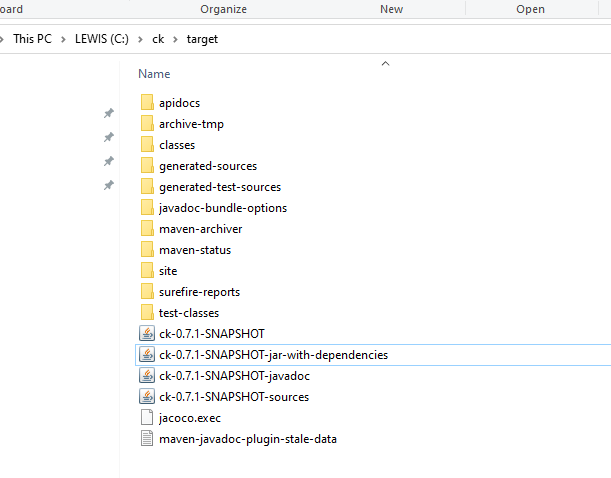 oard
Organize
New
Open
This PC > LEWIS (C:) > ck > target
Name
apidocs
archive-tmp
classes
generated-sources
generated-test-sources
javadoc-bundle-options
maven-archiver
maven-status
site
surefire-reports
test-classes
ck-0.7.1-SNAPSHOT
ck-0.7.1-SNAPSHOT-jar-with-dependencies
ck-0.7.1-SNAPSHOT-javadoc
ck-0.7.1-SNAPSHOT-sources
jacoco.exec
maven-javadoc-plugin-stale-data